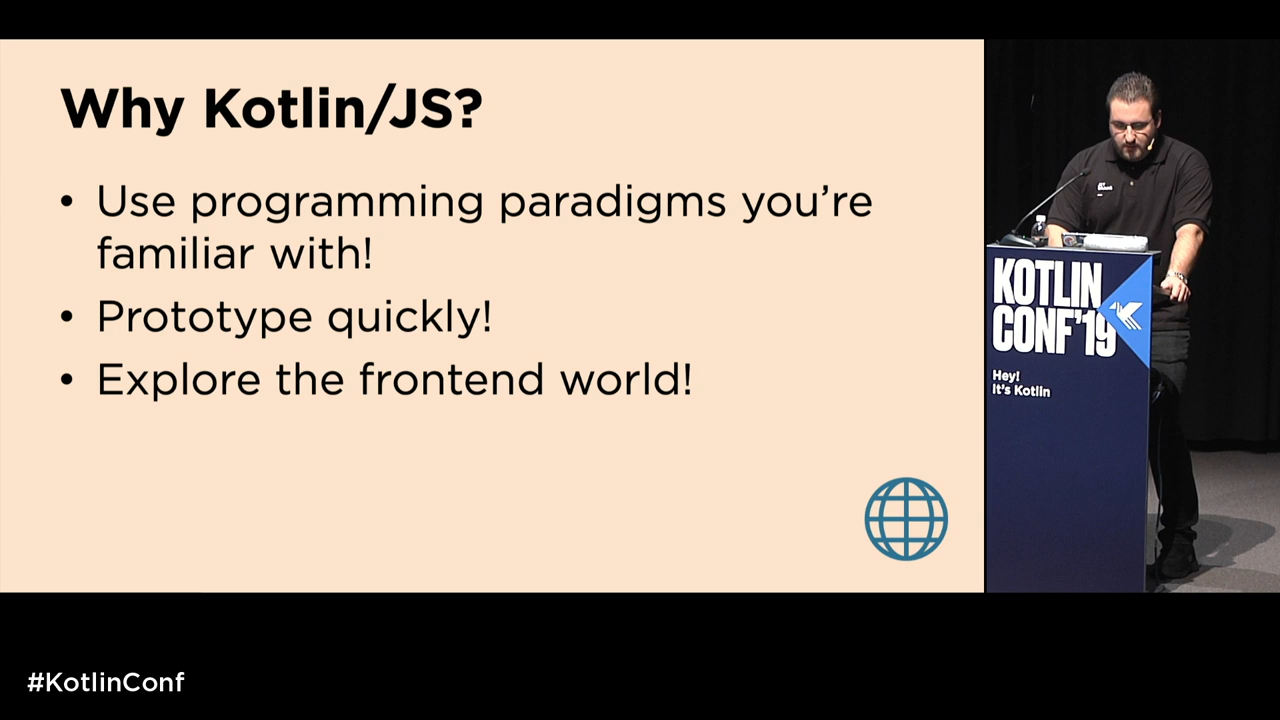 Why Kotlin/JS?
• Use programming paradigms you're
familiar with!
• Prototype quickly!
• Explore the frontend world!
KOTLIN
CONF'19
Hey!
It's Kotlin
#KotlinConf